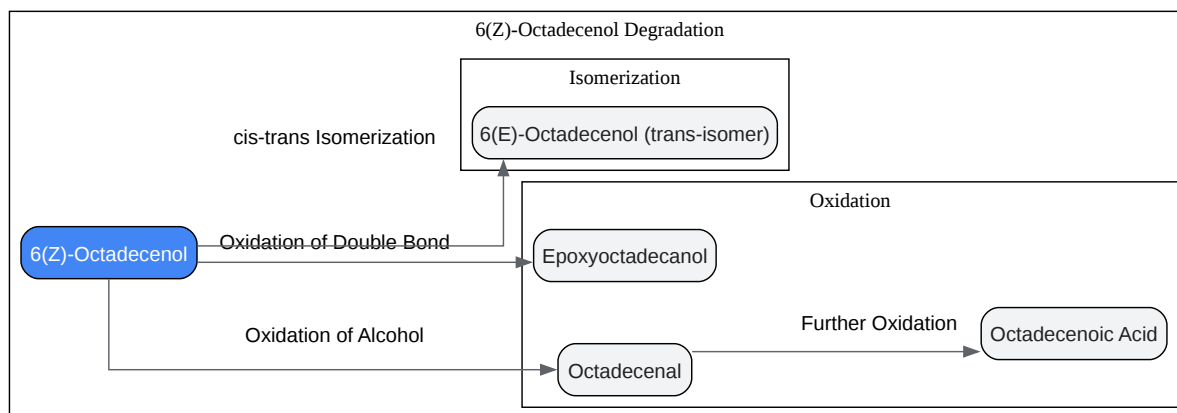 6(Z)-Octadecenol Degradation
Isomerization
6(E)-Octadecenol (trans-isomer)
cis-trans Isomerization
Oxidation
6(Z)-Octadecenol
Oxidation of Double Bond
Epoxyoctadecanol
Oxidation of Alcohol
Octadecenal
Further Oxidation
Octadecenoic Acid